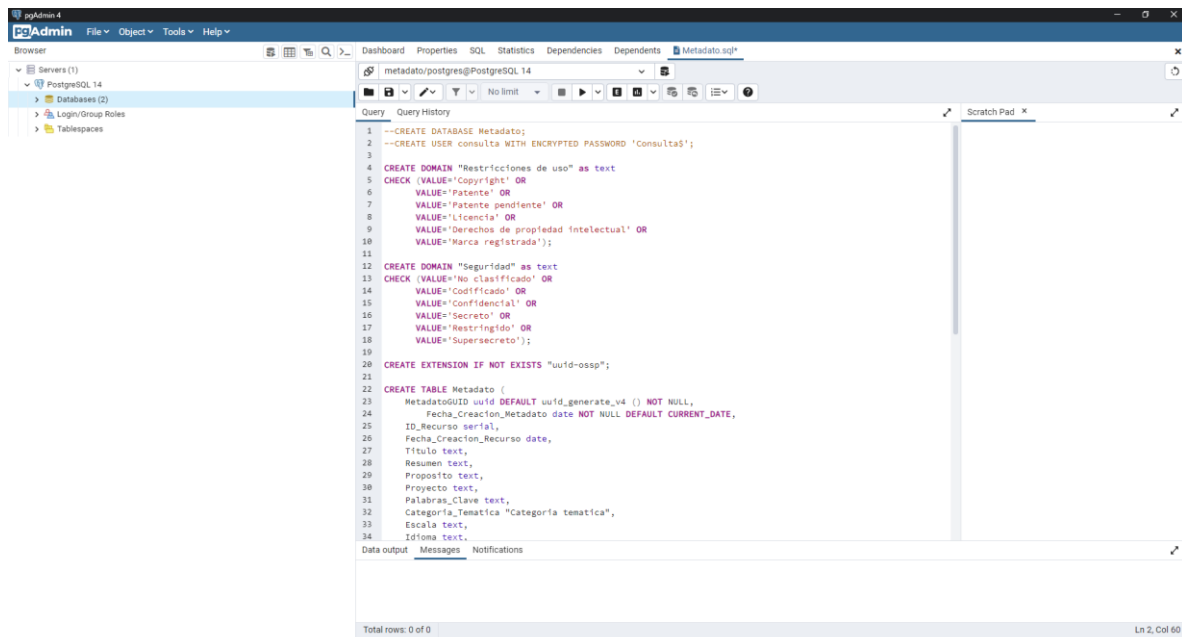 pgAdmin 4
pgAdmin File Object Tools Help
Browser
Dashboard Properties SQL Statistics Dependencies Dependents Metadato.sql*
Servers (1)
PostgreSQL 14
Databases (2)
Login/Group Roles
Tablespaces
metadato/postgres@PostgreSQL 14
No limit
Query Query History
Scratch Pad
1 --CREATE DATABASE Metadato;
2 --CREATE USER consulta WITH ENCRYPTED PASSWORD 'Consulta$';
3
4 CREATE DOMAIN "Restricciones de uso" as text
5 CHECK (VALUE='Copyright' OR
6 VALUE='Patente' OR
7 VALUE='Patente pendiente' OR
8 VALUE='Licencia' OR
9 VALUE='Derechos de propiedad intelectual' OR
10 VALUE='Marca registrada');
11
12 CREATE DOMAIN "Seguridad" as text
13 CHECK (VALUE='No clasificado' OR
14 VALUE='Codificado' OR
15 VALUE='Confidencial' OR
16 VALUE='Secreto' OR
17 VALUE='Restringido' OR
18 VALUE='Supersecreto');
19
20 CREATE EXTENSION IF NOT EXISTS "uuid-ossp";
21
22 CREATE TABLE Metadato (
23 MetadatoGUID uuid DEFAULT uuid_generate_v4 () NOT NULL,
24 Fecha_Creacion_Metadato date NOT NULL DEFAULT CURRENT_DATE,
25 ID_Recurso serial,
26 Fecha_Creacion_Recurso date,
27 Titulo text,
28 Resumen text,
29 Proposito text,
30 Proyecto text,
31 Palabras_Clave text,
32 Categoria_Tematica "Categoria tematica",
33 Escala text,
34 Idioma text,
Data output Messages Notifications
Total rows: 0 of 0
Ln 2, Col 60